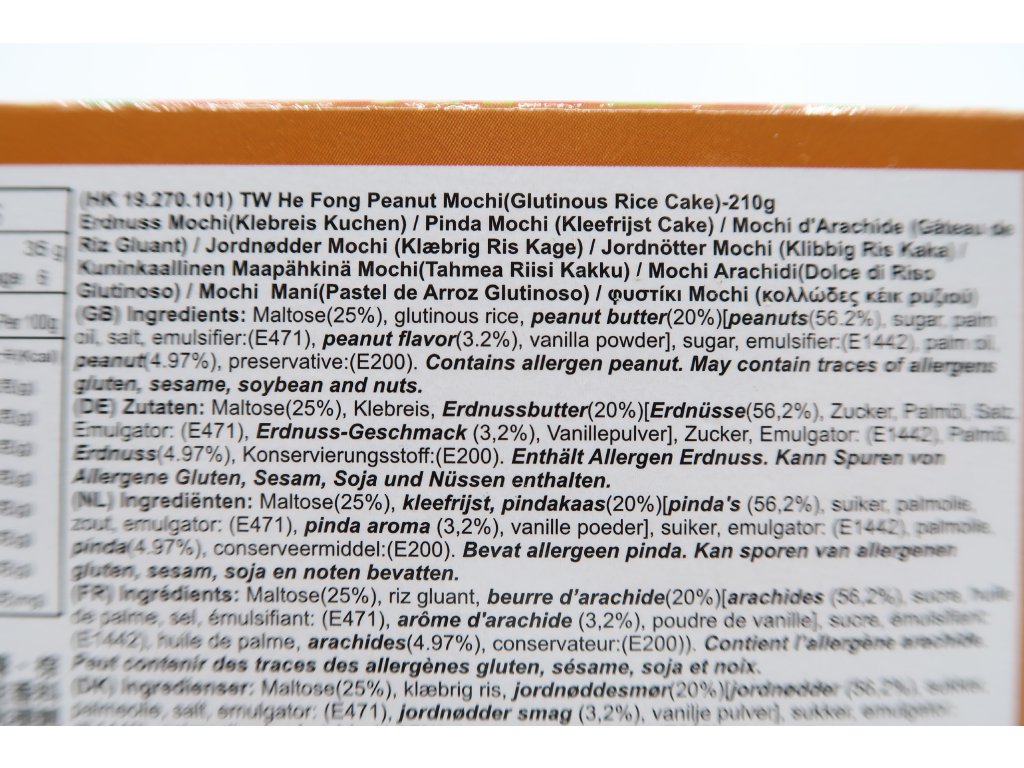 (HK 19.270.101) TW He Fong Peanut Mochi(Glutinous Rice Cake)-210g
Erdnuss Mochi(Klebreis Kuchen) / Pinda Mochi (Kleefrijst Cake) / Mochi d'Arachide (Gâteau de
Riz Gluant) / Jordnødder Mochi (Klæbrig Ris Kage) / Jordnötter Mochi (Klibbig Ris Kaka) /
Kuninkaallinen Maapähkinä Mochi(Tahmea Riisi Kakku) / Mochi Arachidi(Dolce di Riso
Glutinoso) / Mochi Maní(Pastel de Arroz Glutinoso) / φυστίκι Mochi (κολλώδες κέικ ρυζιού)
(GB) Ingredients: Maltose(25%), glutinous rice, peanut butter(20%)[peanuts(56.2%), sugar, palm
oil, salt, emulsifier:(E471), peanut flavor(3.2%), vanilla powder], sugar, emulsifier:(E1442), palm oil,
peanut(4.97%), preservative:(E200). Contains allergen peanut. May contain traces of allergens
gluten, sesame, soybean and nuts.
(DE) Zutaten: Maltose(25%), Klebreis, Erdnussbutter(20%)[Erdnüsse(56,2%), Zucker, Palmöl, Salz,
Emulgator: (E471), Erdnuss-Geschmack (3,2%), Vanillepulver], Zucker, Emulgator: (E1442), Palmöl,
Erdnuss(4.97%), Konservierungsstoff:(E200). Enthält Allergen Erdnuss. Kann Spuren von
Allergene Gluten, Sesam, Soja und Nüssen enthalten.
(NL) Ingrediënten: Maltose(25%), kleefrijst, pindakaas(20%)[pinda's (56,2%), suiker, palmolie,
zout, emulgator: (E471), pinda aroma (3,2%), vanille poeder], suiker, emulgator: (E1442), palmolie,
pinda(4.97%), conserveermiddel:(E200). Bevat allergeen pinda. Kan sporen van allergenen
gluten, sesam, soja en noten bevatten.
(FR) Ingrédients: Maltose(25%), riz gluant, beurre d'arachide(20%)[arachides (56,2%), sucre, huile
de palme, sel, émulsifiant: (E471), arôme d'arachide (3,2%), poudre de vanille], sucre, émulsifiant:
(E1442), huile de palme, arachides(4.97%), conservateur:(E200)). Contient l'allergène arachide.
Peut contenir des traces des allergènes gluten, sésame, soja et noix.
(DK) Ingredienser: Maltose(25%), klæbrig ris, jordnøddesmør(20%)[jordnødder (56,2%), sukker,
palmeolie, salt, emulgator: (E471), jordnødder smag (3,2%), vanilje pulver], sukker, emulgator:
35 g
6
Per 100g